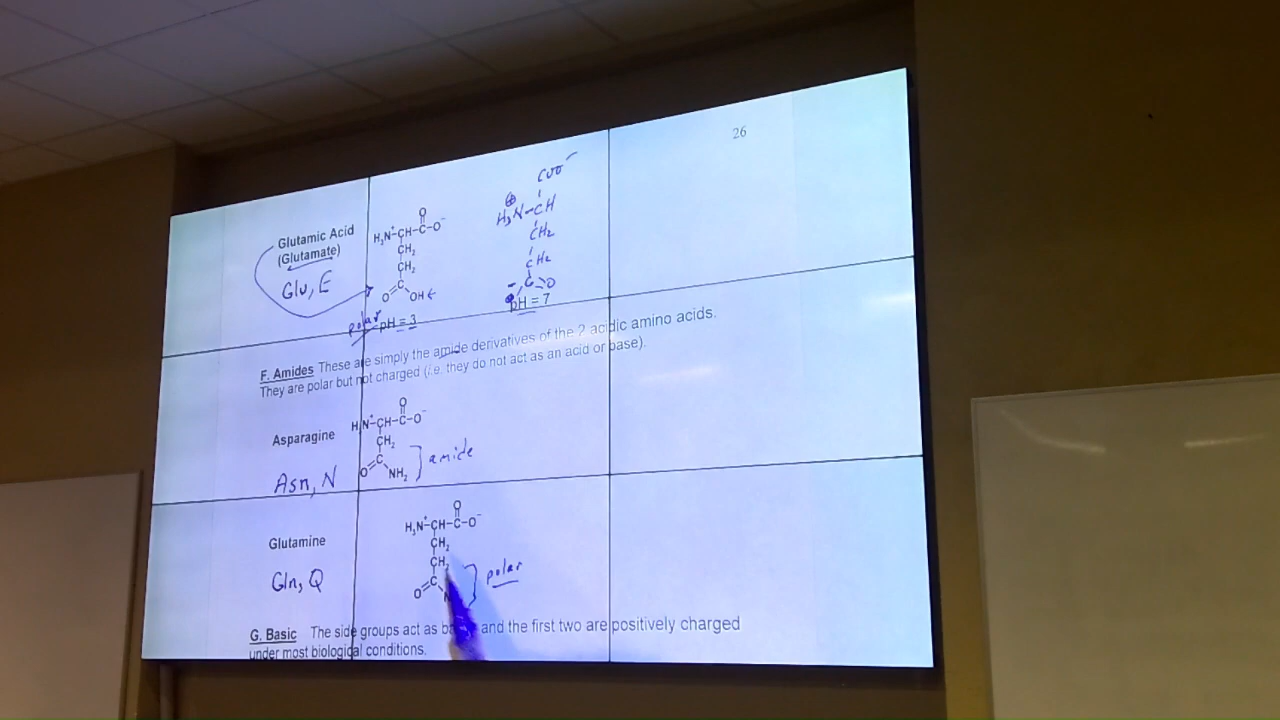 26
Glutamic Acid
(Glutamate)
Glu, E
H₃N⁺-CH-C-O⁻
O
CH₂
CH₂
O C OH
pH = 3
polar
COO⁻
⊕
H₃N-CH
CH₂
CH₂
C O
pH = 7
F. Amides These are simply the amide derivatives of the 2 acidic amino acids.
They are polar but not charged (i.e. they do not act as an acid or base).
Asparagine
Asn, N
O
H₃N⁺-CH-C-O⁻
CH₂
O C NH₂
amide
Glutamine
Gln, Q
O
H₃N⁺-CH-C-O⁻
CH₂
CH₂
O C
polar
G. Basic The side groups act as and the first two are positively charged
under most biological conditions.